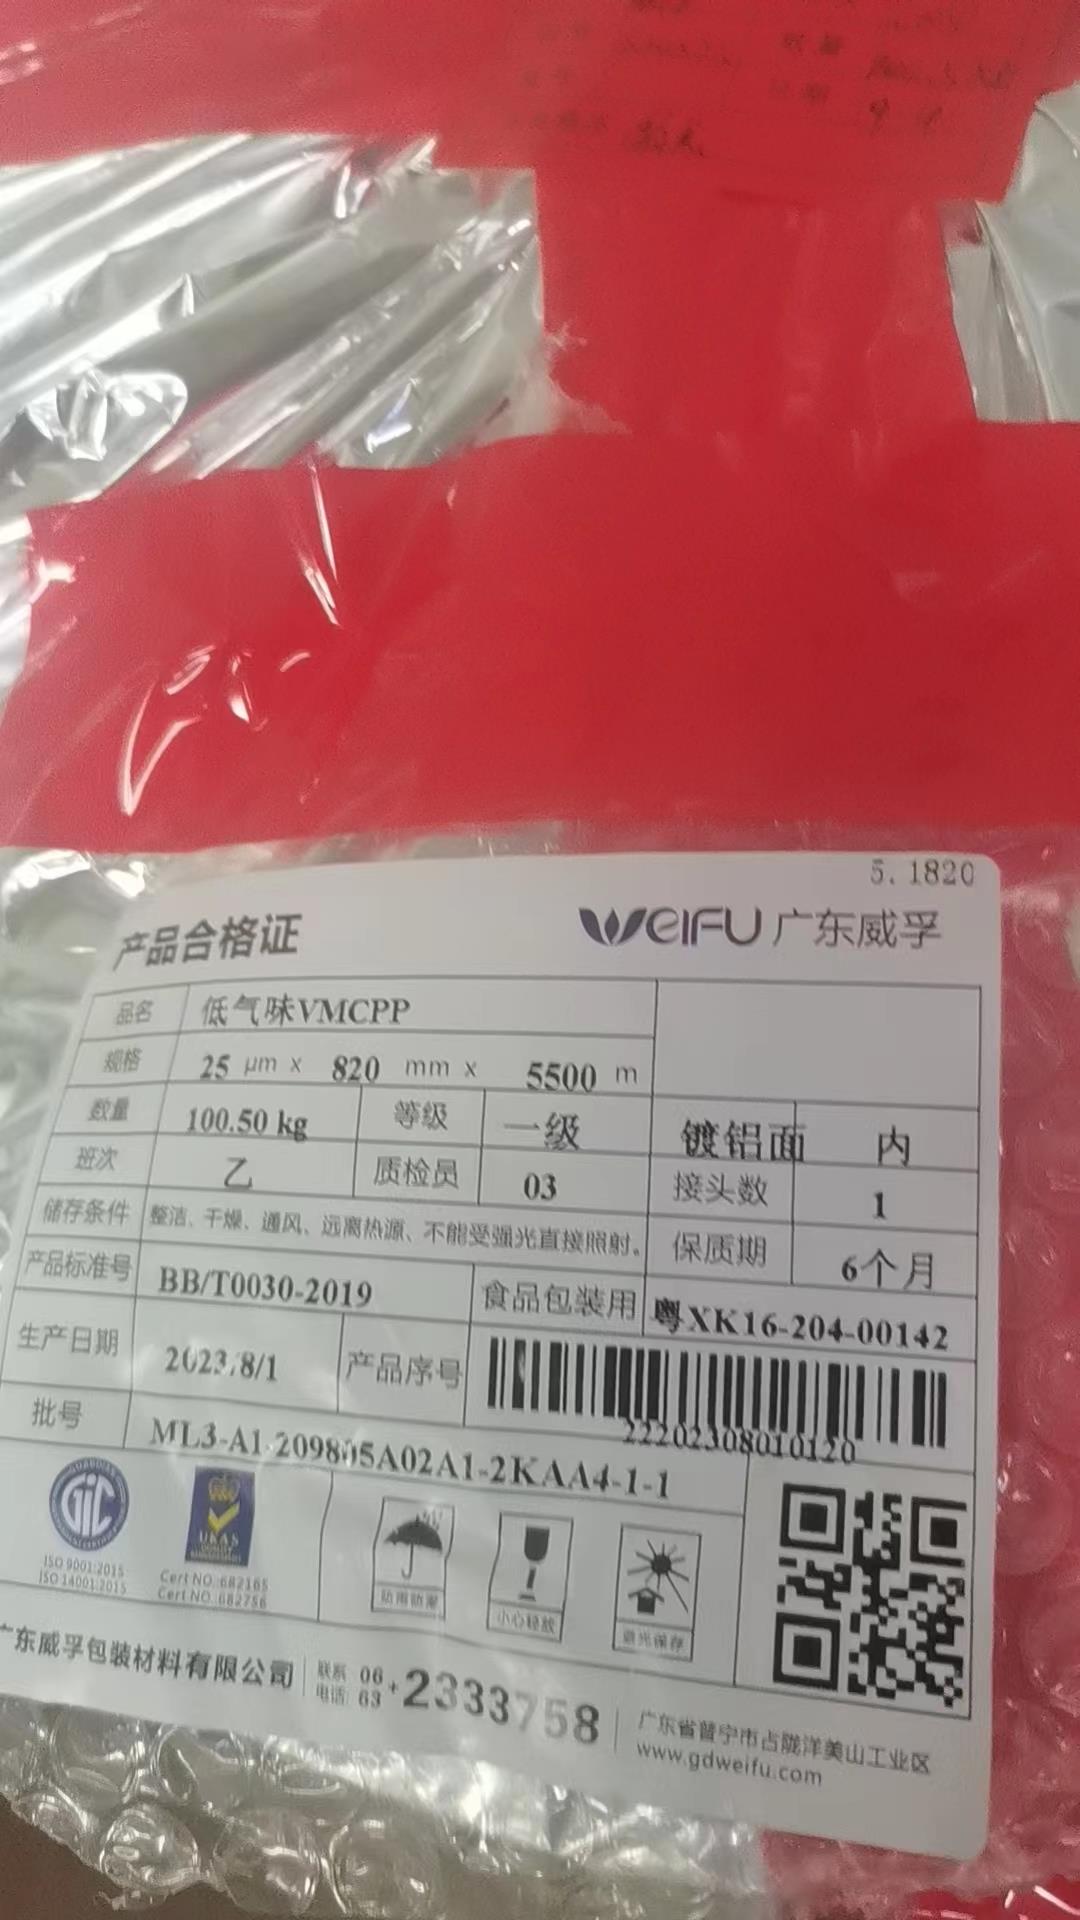 5.1820
产品合格证
WEIFU 广东威孚
品名 低气味VMCPP
规格 25 μm x 820 mm x 5500 m
数量 100.50 kg 等级 一级 镀铝面 内
班次 乙 质检员 03 接头数 1
储存条件 整洁、干燥、通风、远离热源、不能受强光直接照射。 保质期 6个月
产品标准号 BB/T0030-2019 食品包装用 粤XK16-204-00142
生产日期 2023/8/1 产品序号
22202308010120
批号 ML3-A1-209805A02A1-2KAA4-1-1
GIC
UKAS
ISO 9001:2015
ISO 14001:2015
Cert NO.:682165
Cert NO.:682756
防雨防潮
小心轻放
避光保存
广东威孚包装材料有限公司
联系电话: 0663+2333758
广东省普宁市占陇洋美山工业区
www.gdweifu.com